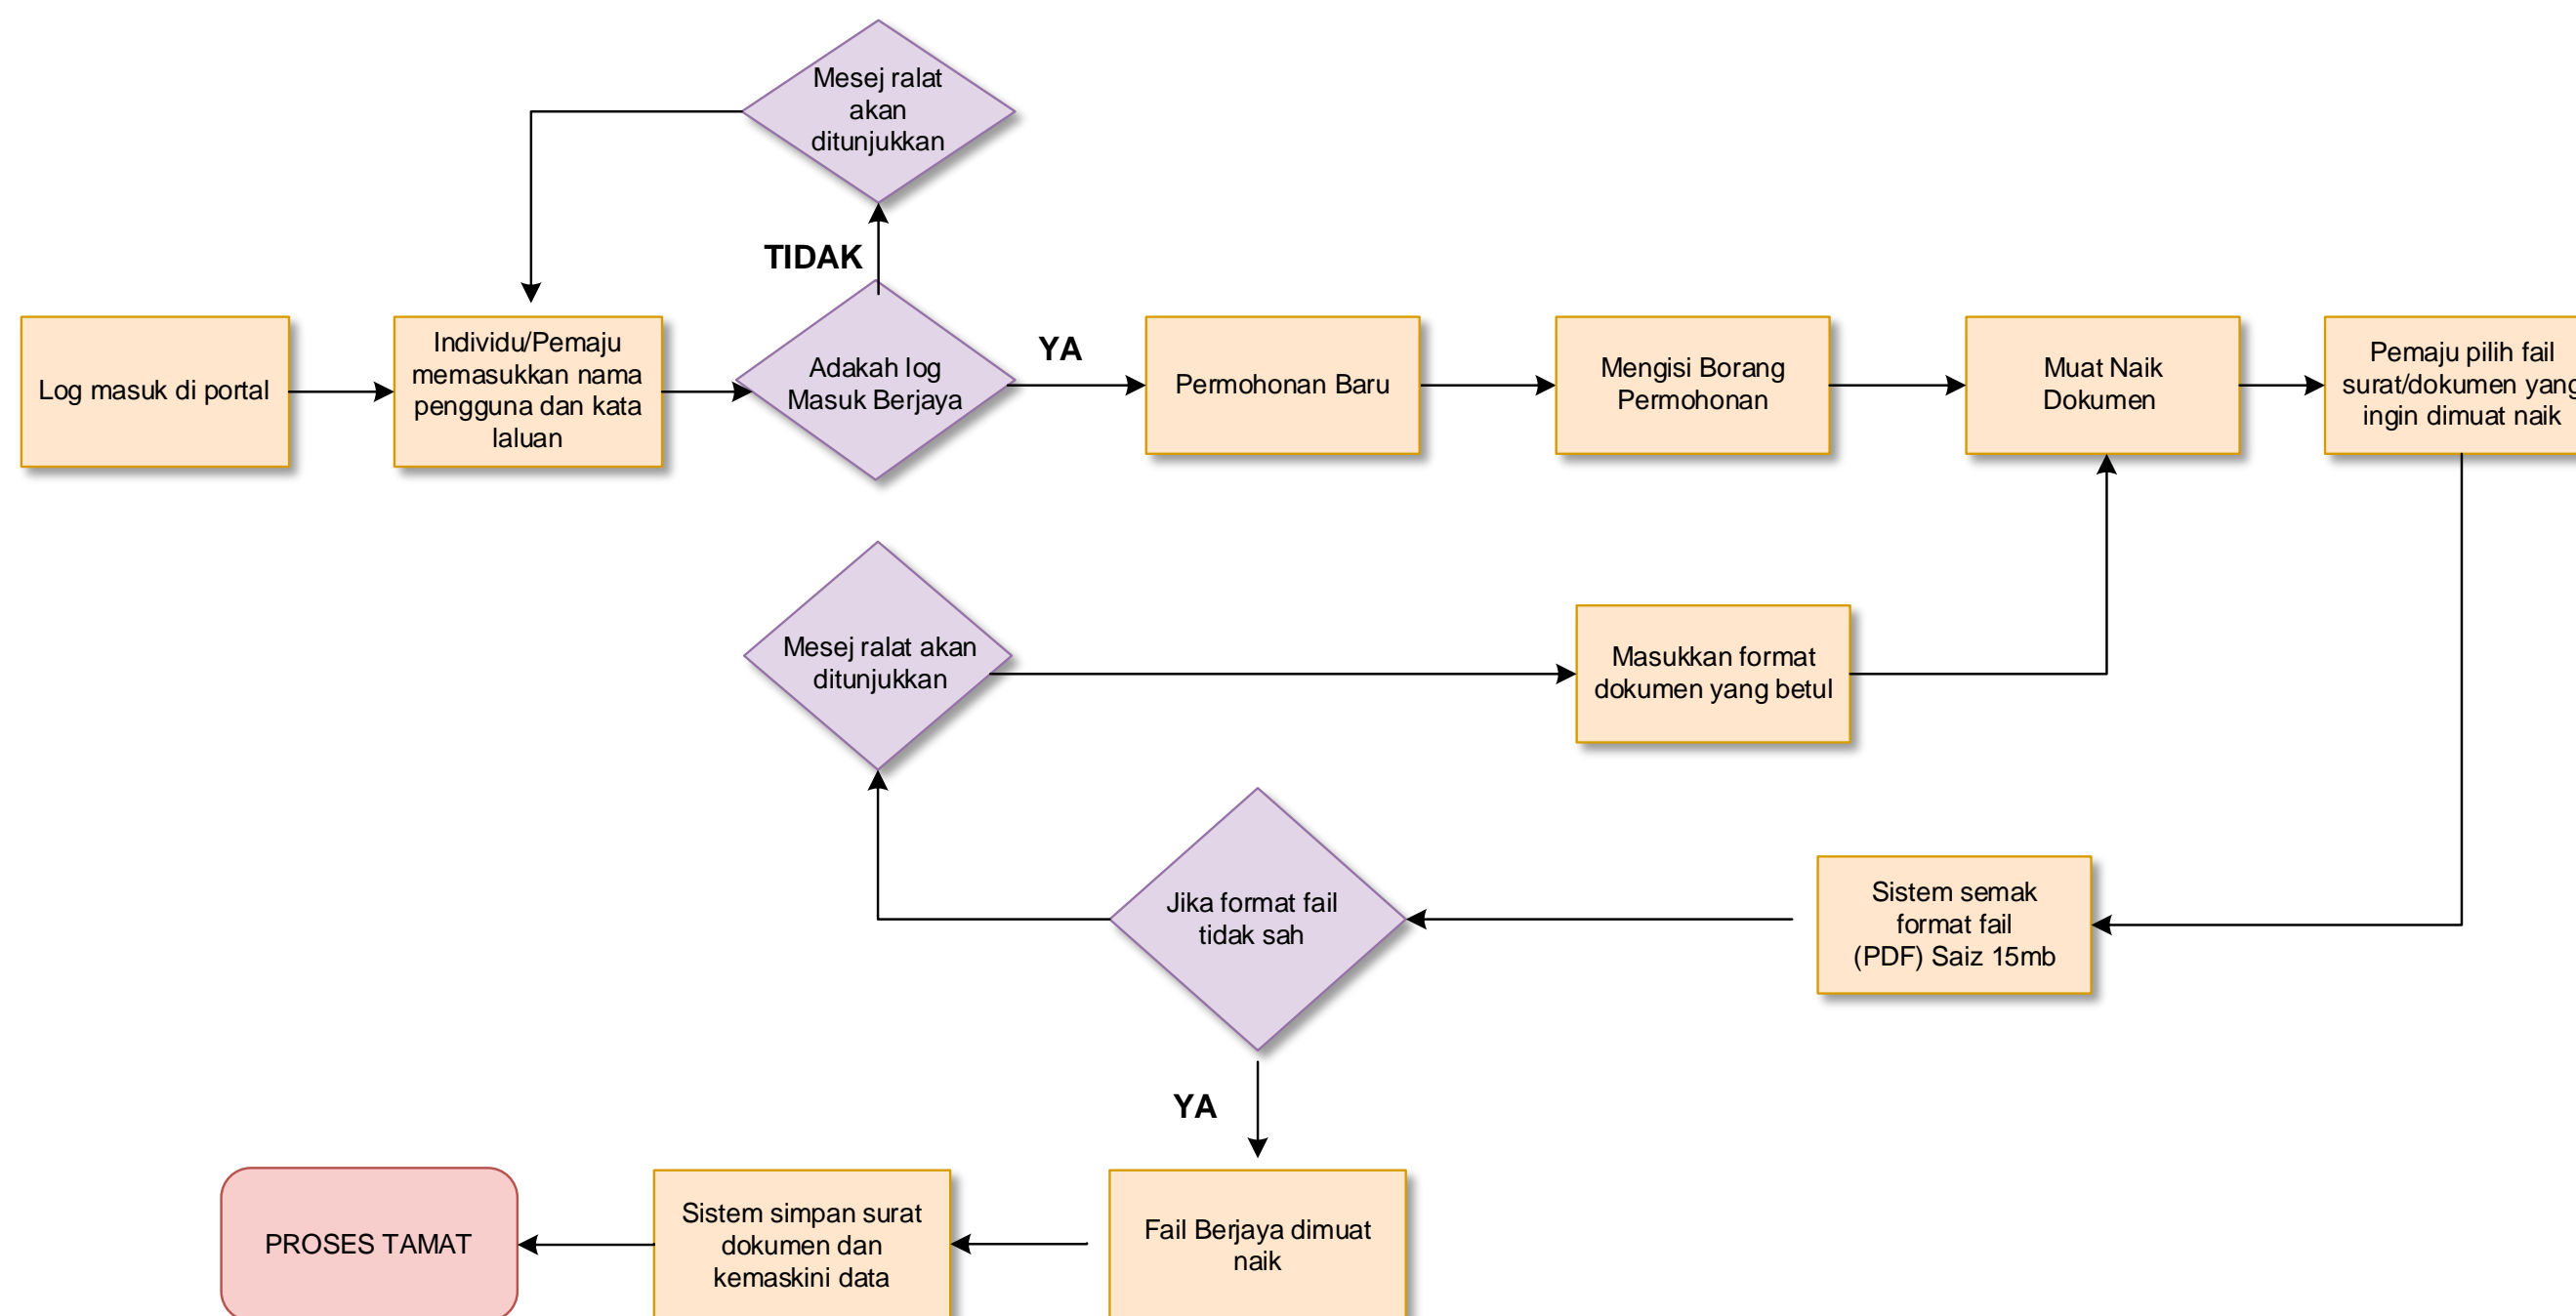 Mesej ralat
akan
ditunjukkan
TIDAK
Log masuk di portal
Individu/Pemaju
memasukkan nama
pengguna dan kata
laluan
Adakah log
Masuk Berjaya
YA
Permohonan Baru
Mengisi Borang
Permohonan
Muat Naik
Dokumen
Pemaju pilih fail
surat/dokumen yang
ingin dimuat naik
Mesej ralat akan
ditunjukkan
Masukkan format
dokumen yang betul
Jika format fail
tidak sah
Sistem semak
format fail
(PDF) Saiz 15mb
YA
PROSES TAMAT
Sistem simpan surat
dokumen dan
kemaskini data
Fail Berjaya dimuat
naik